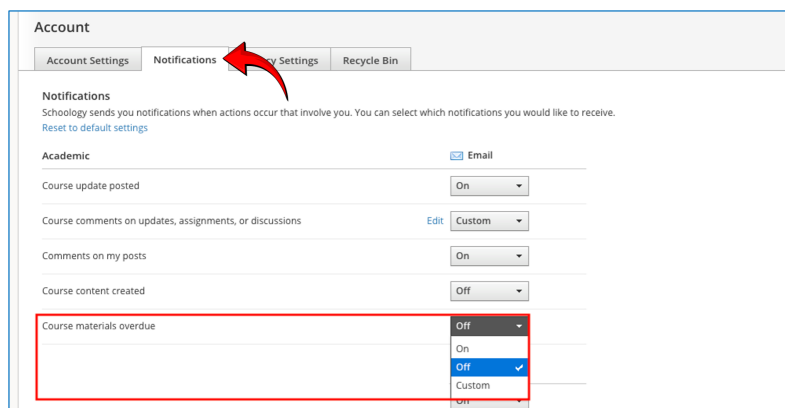 Account
Account Settings Notifications Settings Recycle Bin
Notifications
Schoology sends you notifications when actions occur that involve you. You can select which notifications you would like to receive.
Reset to default settings
Academic Email
Course update posted On
Course comments on updates, assignments, or discussions Edit Custom
Comments on my posts On
Course content created Off
Course materials overdue Off
On
Off
Custom
Off